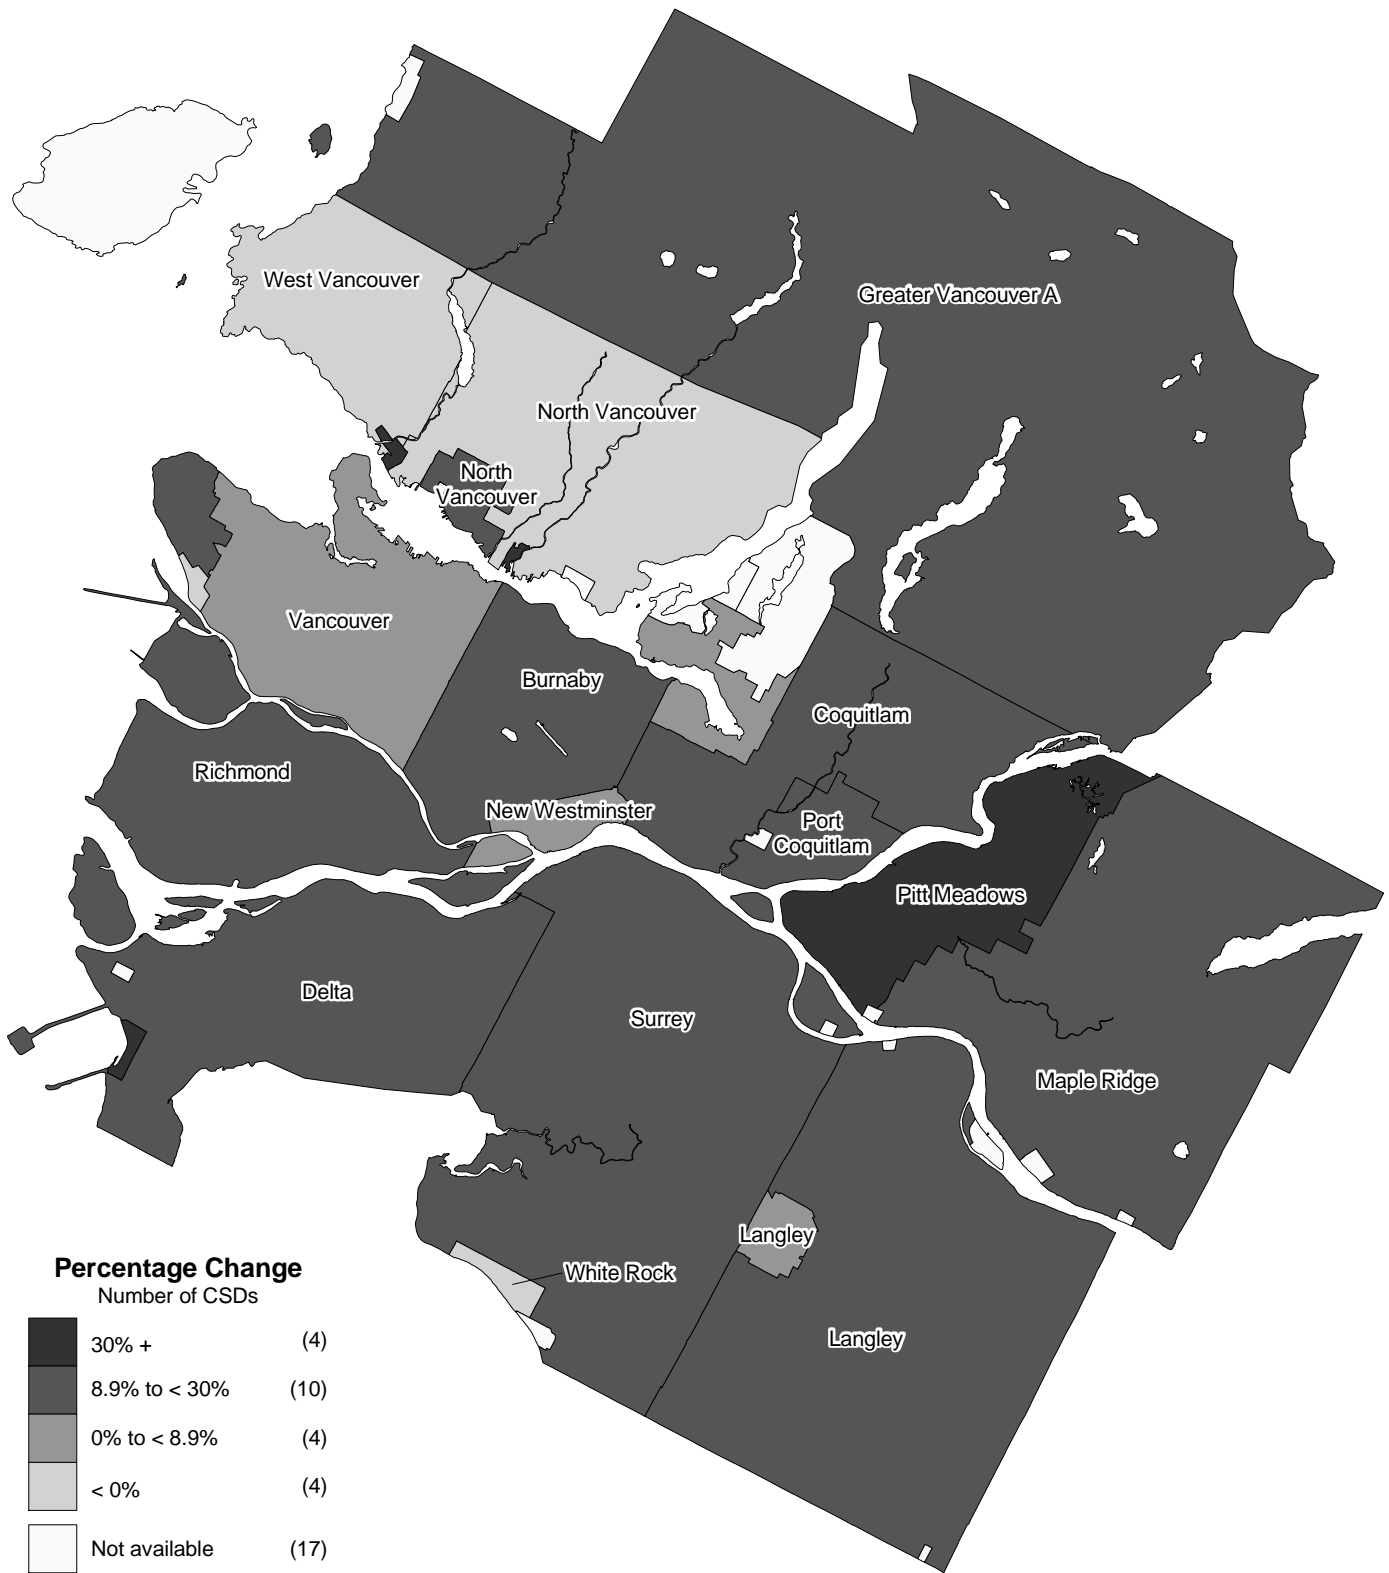 West Vancouver
Greater Vancouver A
North Vancouver
North
Vancouver
Vancouver
Burnaby
Coquitlam
Richmond
New Westminster
Port
Coquitlam
Pitt Meadows
Delta
Surrey
Maple Ridge
Langley
White Rock
Langley
Percentage Change
Number of CSDs
30% + (4)
8.9% to < 30% (10)
0% to < 8.9% (4)
< 0% (4)
Not available (17)